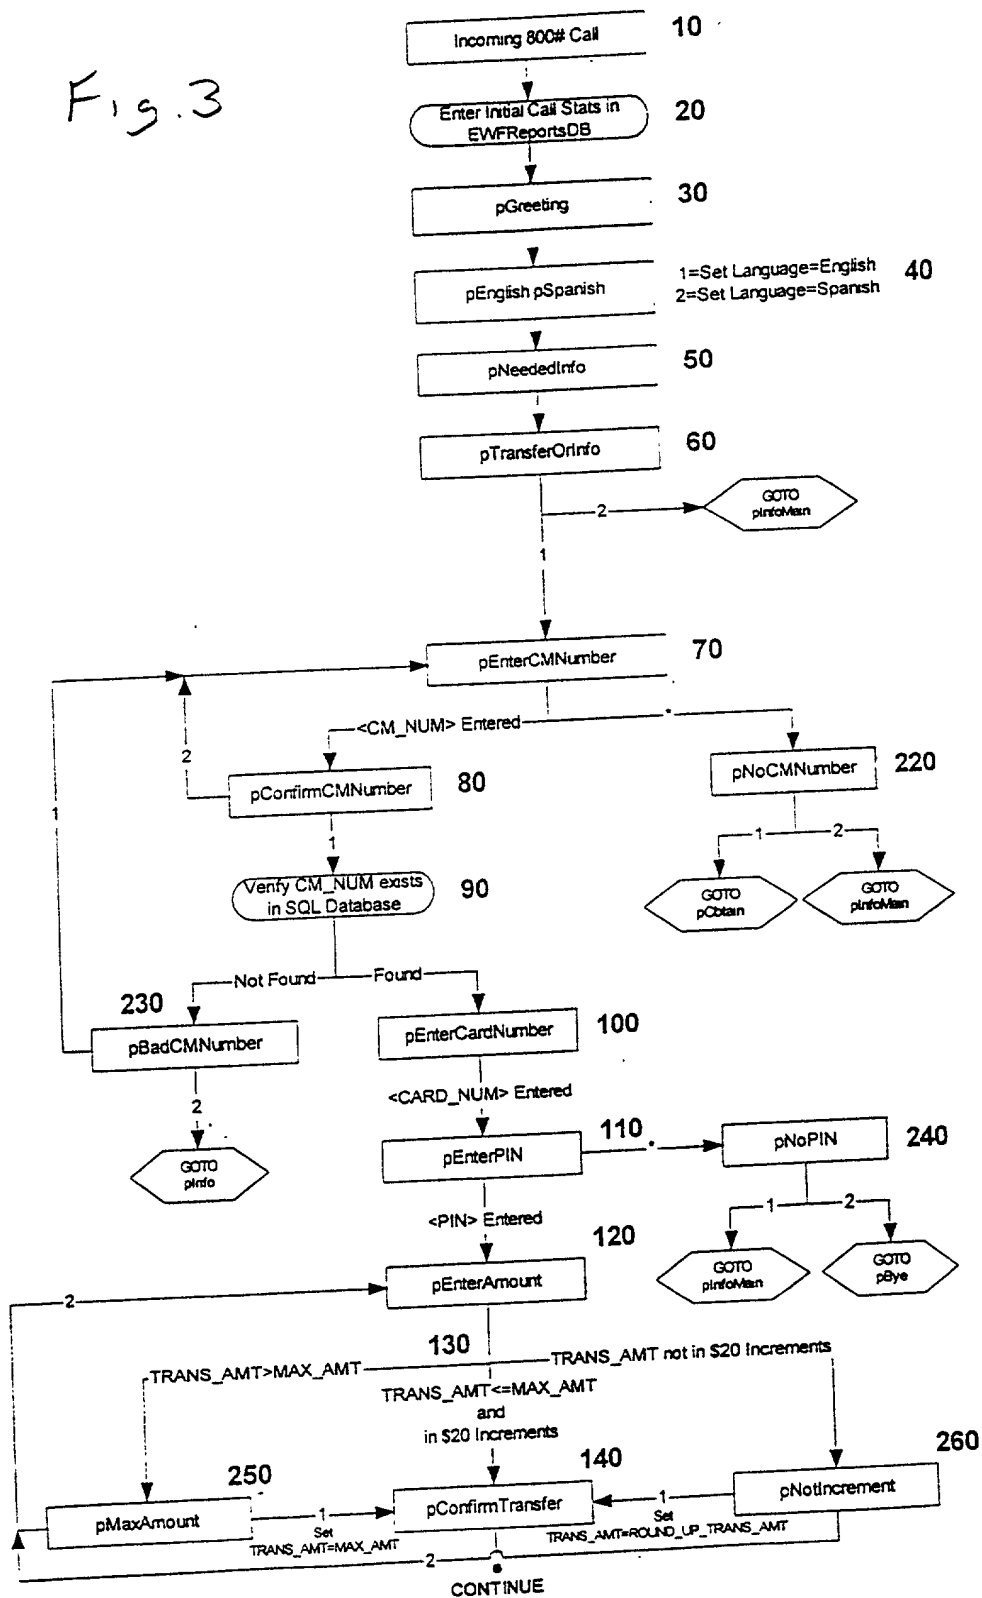 Fig.3
Incoming 800# Call
10
Enter Initial Call Stats in
EWFReportsDB
20
pGreeting
30
pEnglish pSpanish
1=Set Language=English
2=Set Language=Spanish
40
pNeededInfo
50
pTransferOrInfo
60
2
GOTO
pInfoMain
1
pEnterCMNumber
70
<CM_NUM> Entered
*
2
pConfirmCMNumber
80
pNoCMNumber
220
1
1
1
2
Verify CM_NUM exists
in SQL Database
90
GOTO
pObtain
GOTO
pInfoMain
Not Found
Found
230
pBadCMNumber
pEnterCardNumber
100
<CARD_NUM> Entered
2
GOTO
pInfo
pEnterPIN
110
*
pNoPIN
240
<PIN> Entered
1
2
120
pEnterAmount
GOTO
pInfoMain
GOTO
pBye
2
130
TRANS_AMT>MAX_AMT
TRANS_AMT not in $20 Increments
TRANS_AMT<=MAX_AMT
and
in $20 Increments
250
140
260
pMaxAmount
1
Set
TRANS_AMT=MAX_AMT
pConfirmTransfer
1
Set
TRANS_AMT=ROUND_UP_TRANS_AMT
pNotIncrement
2
CONTINUE